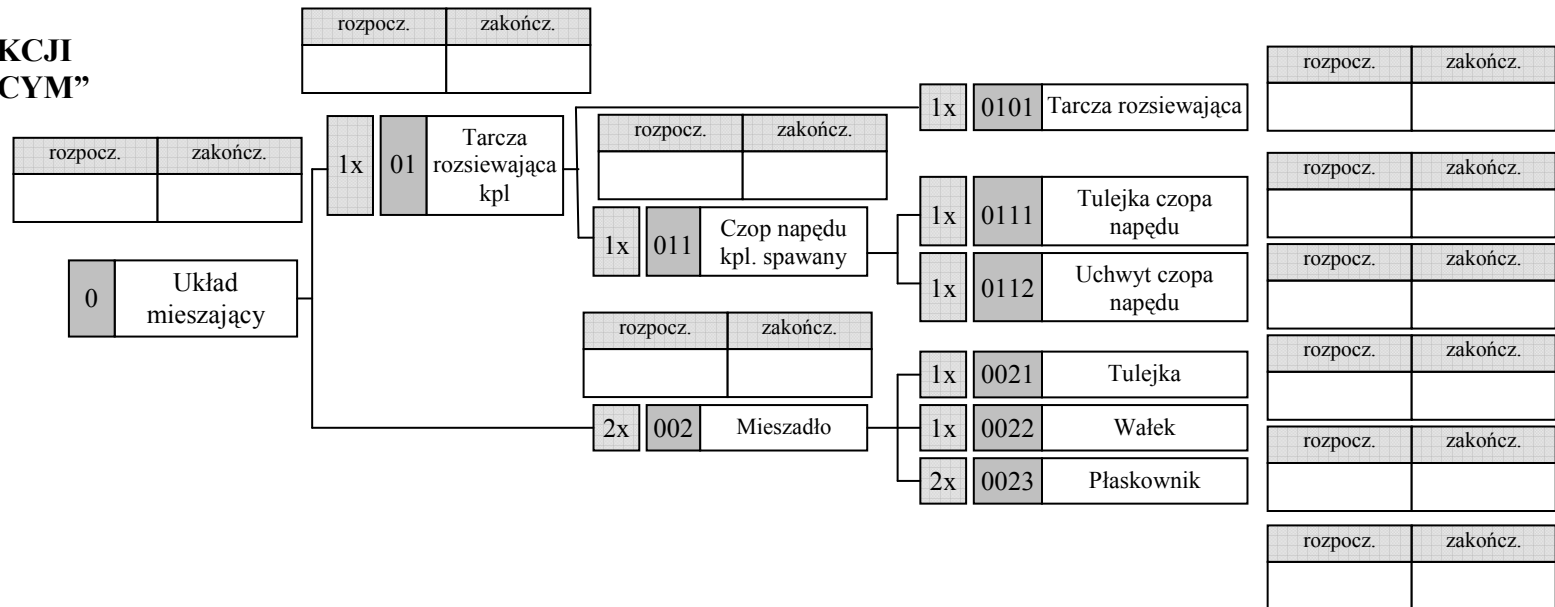 KCJI
CYM”
rozpocz. zakończ.
rozpocz. zakończ.
0 Układ
mieszający
1x 01 Tarcza
rozsiewająca
kpl
rozpocz. zakończ.
1x 011 Czop napędu
kpl. spawany
rozpocz. zakończ.
2x 002 Mieszadło
1x 0101 Tarcza rozsiewająca
1x 0111 Tulejka czopa
napędu
1x 0112 Uchwyt czopa
napędu
1x 0021 Tulejka
1x 0022 Wałek
2x 0023 Płaskownik
rozpocz. zakończ.
rozpocz. zakończ.
rozpocz. zakończ.
rozpocz. zakończ.
rozpocz. zakończ.
rozpocz. zakończ.